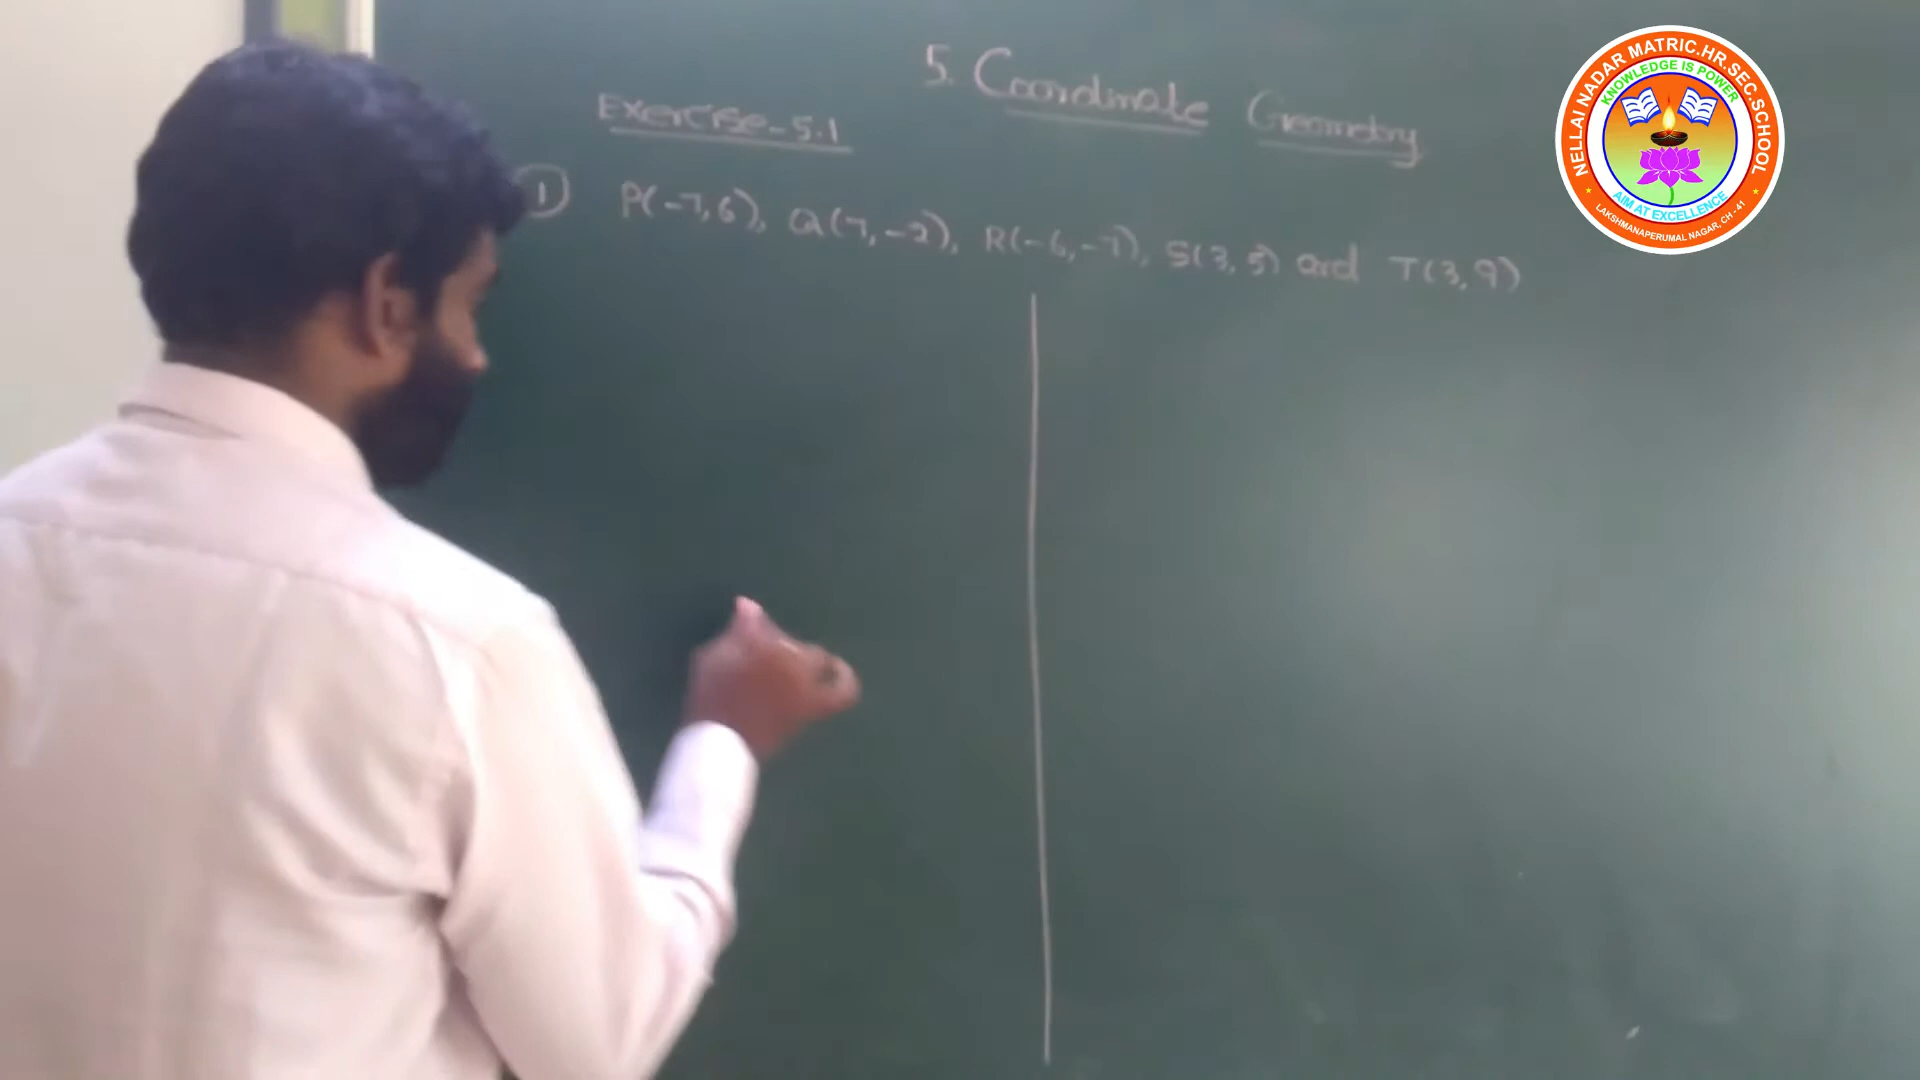 5. Coordinate Geometry
Exercise-5.1
1 P(-7,6), Q(7,-2), R(-6,-7), S(3,5) and T(3,9)
NELLAI NADAR MATRIC.HR.SEC.SCHOOL
KNOWLEDGE IS POWER
AIM AT EXCELLENCE
LAKSHMANAPERUMAL NAGAR, CH - 41